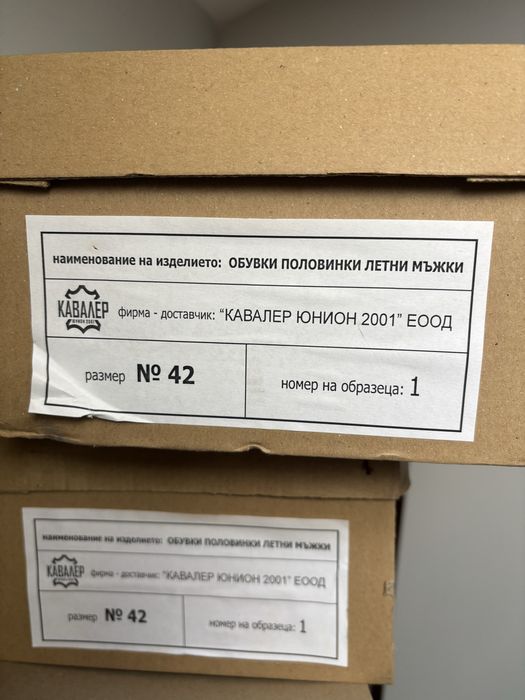 наименование на изделието: ОБУВКИ ПОЛОВИНКИ ЛЕТНИ МЪЖКИ
КАВАЛЕР
ЮНИОН 2001
фирма - доставчик: "КАВАЛЕР ЮНИОН 2001" ЕООД
размер № 42
номер на образеца: 1
наименование на изделието: ОБУВКИ ПОЛОВИНКИ ЛЕТНИ МЪЖКИ
КАВАЛЕР
фирма - доставчик: "КАВАЛЕР ЮНИОН 2001" ЕООД
размер № 42
номер на образеца: 1